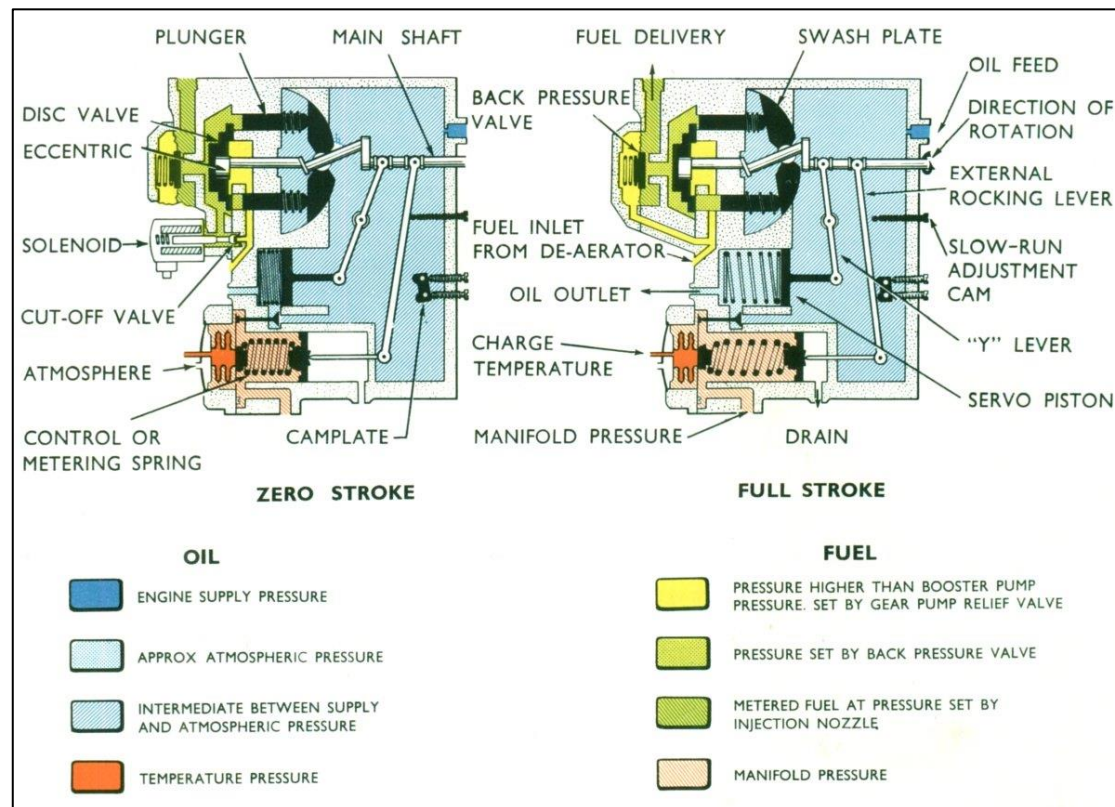 PLUNGER
MAIN SHAFT
FUEL DELIVERY
SWASH PLATE
DISC VALVE
ECCENTRIC
BACK PRESSURE
VALVE
OIL FEED
DIRECTION OF
ROTATION
EXTERNAL
ROCKING LEVER
SOLENOID
FUEL INLET
FROM DE-AERATOR
SLOW-RUN
ADJUSTMENT
CAM
OIL OUTLET
CUT-OFF VALVE
ATMOSPHERE
CHARGE
TEMPERATURE
"Y" LEVER
SERVO PISTON
CONTROL OR
METERING SPRING
CAMPLATE
MANIFOLD PRESSURE
DRAIN
ZERO STROKE
FULL STROKE
OIL
ENGINE SUPPLY PRESSURE
APPROX ATMOSPHERIC PRESSURE
INTERMEDIATE BETWEEN SUPPLY
AND ATMOSPHERIC PRESSURE
TEMPERATURE PRESSURE
FUEL
PRESSURE HIGHER THAN BOOSTER PUMP
PRESSURE. SET BY GEAR PUMP RELIEF VALVE
PRESSURE SET BY BACK PRESSURE VALVE
METERED FUEL AT PRESSURE SET BY
INJECTION NOZZLE
MANIFOLD PRESSURE